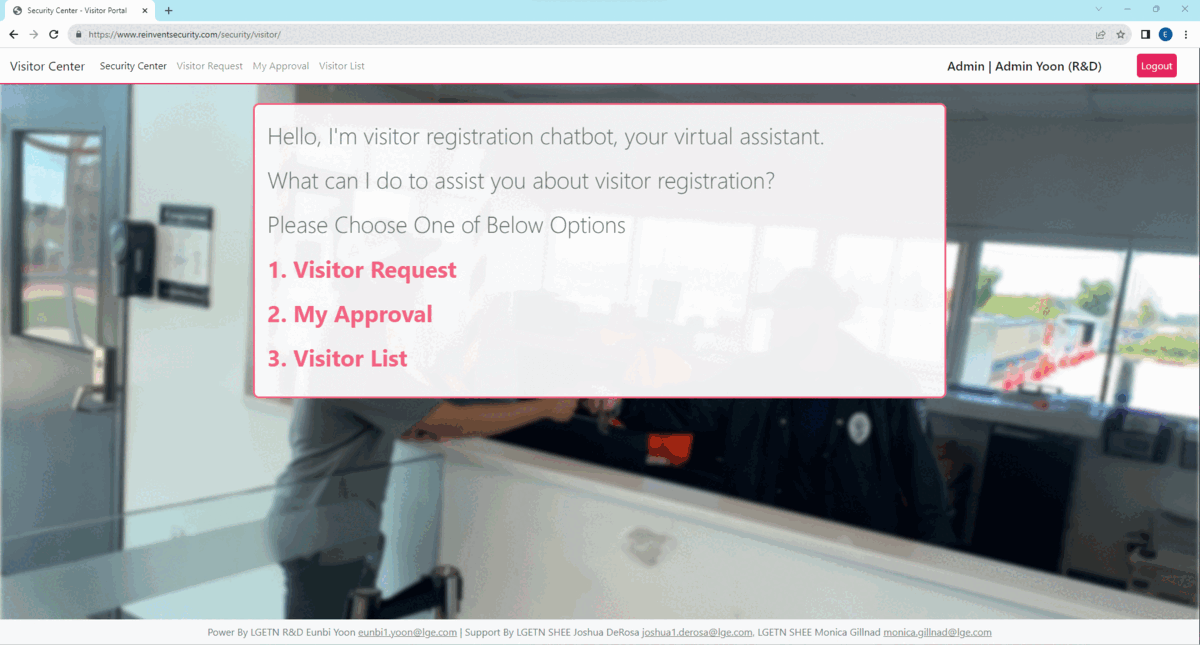 Security Center - Visitor Portal
https://www.reinventsecurity.com/security/visitor/
Visitor Center Security Center Visitor Request My Approval Visitor List Admin | Admin Yoon (R&D) Logout
Hello, I'm visitor registration chatbot, your virtual assistant.
What can I do to assist you about visitor registration?
Please Choose One of Below Options
1. Visitor Request
2. My Approval
3. Visitor List
Power By LGETN R&D Eunbi Yoon eunbi1.yoon@lge.com | Support By LGETN SHEE Joshua DeRosa joshua1.derosa@lge.com, LGETN SHEE Monica Gillnad monica.gillnad@lge.com